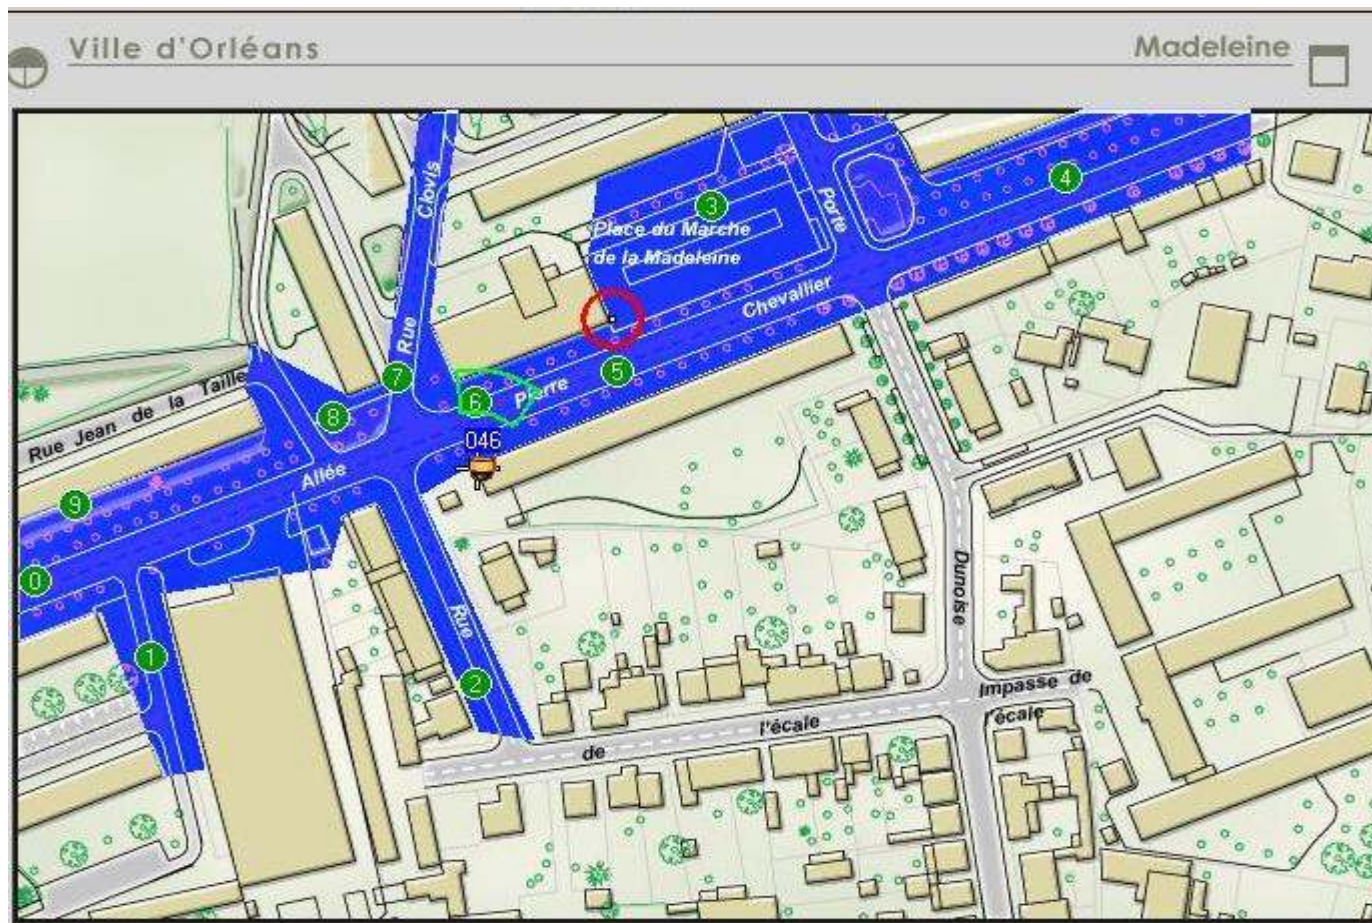 Ville d'Orléans
Madeleine
Clovis
Rue
Porte
4
3
Place du Marche
de la Madeleine
Chevallier
5
7
Pierre
6
8
Rue Jean de la Taille
046
Allée
9
0
Dunoise
Rue
1
2
Impasse de
l'écale
l'écale
de